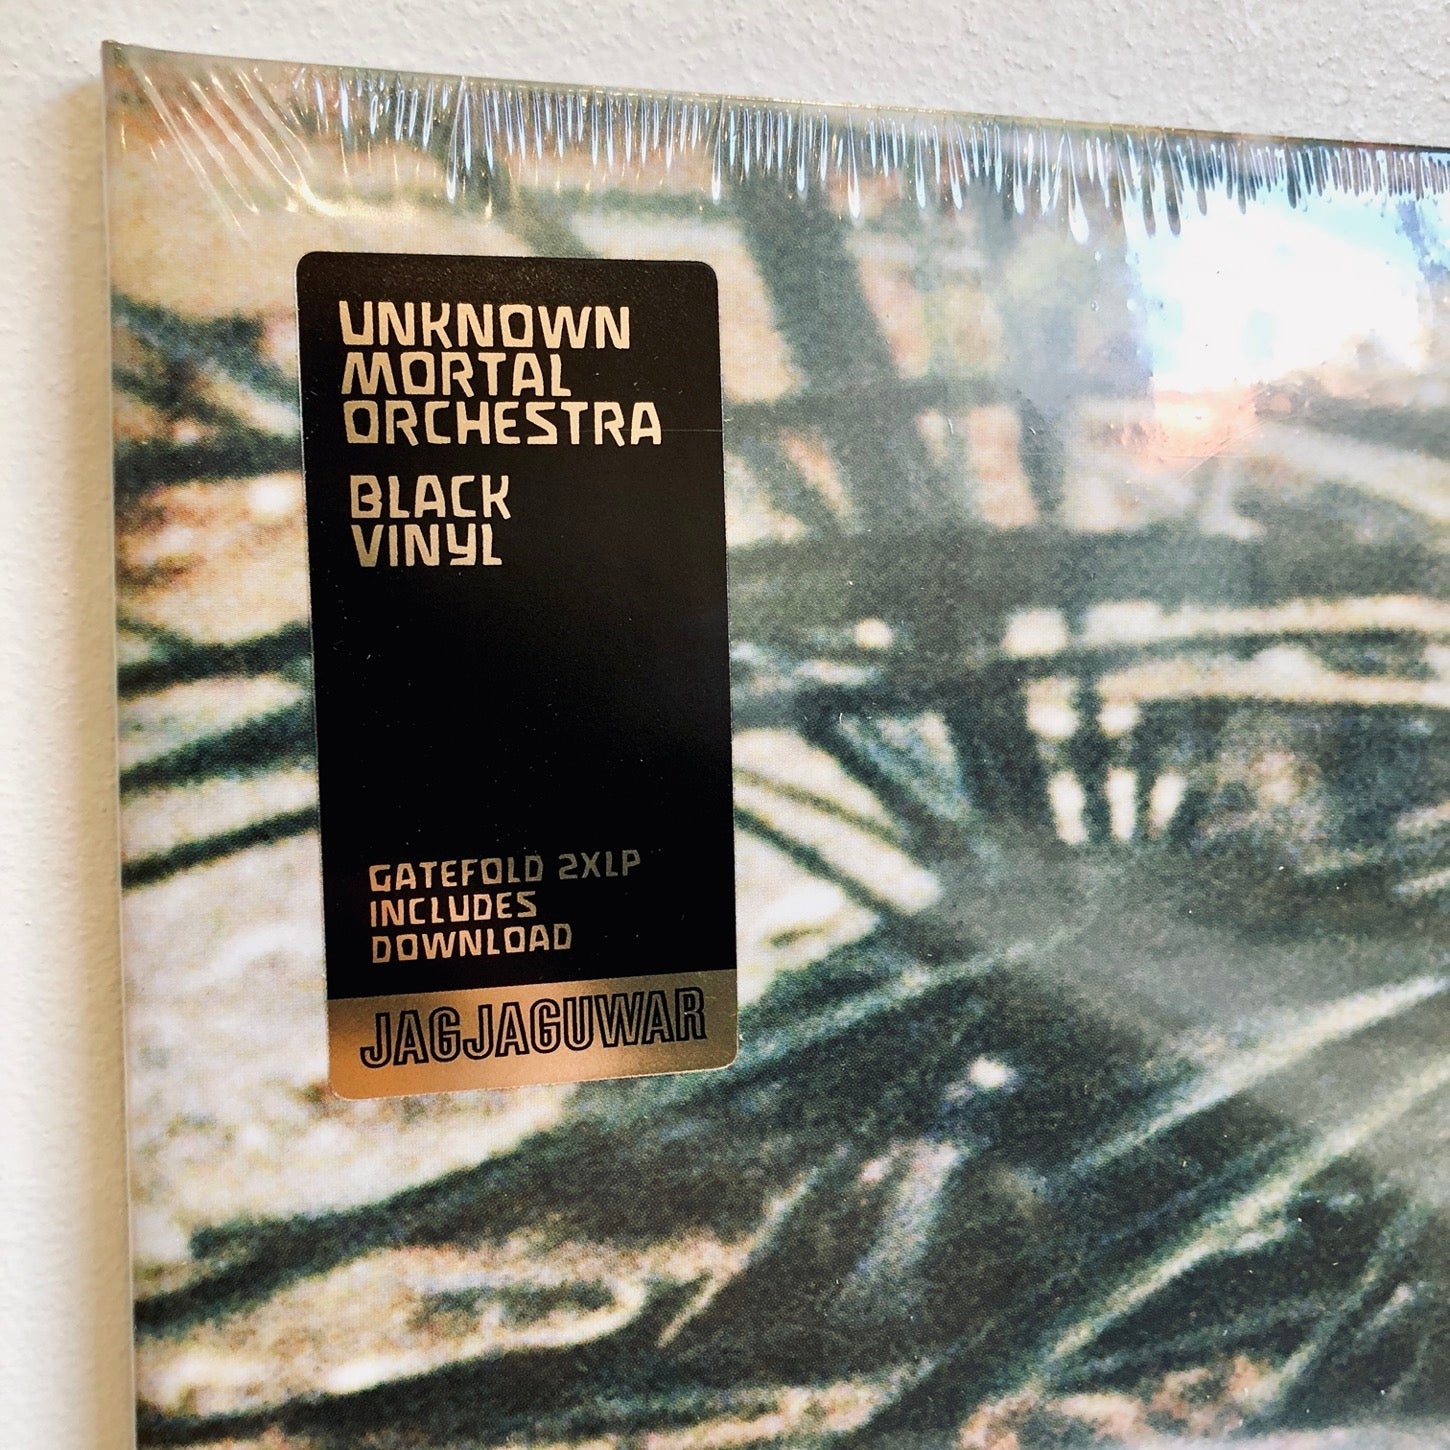 UNKNOWN
MORTAL
ORCHESTRA
BLACK
VINYL
GATEFOLD 2XLP
INCLUDES
DOWNLOAD
JAGJAGUWAR